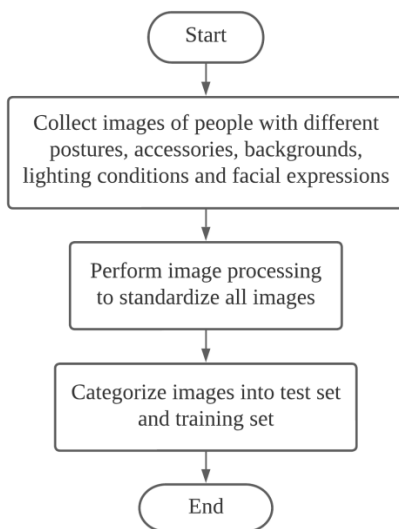 Start
Collect images of people with different
postures, accessories, backgrounds,
lighting conditions and facial expressions
Perform image processing
to standardize all images
Categorize images into test set
and training set
End